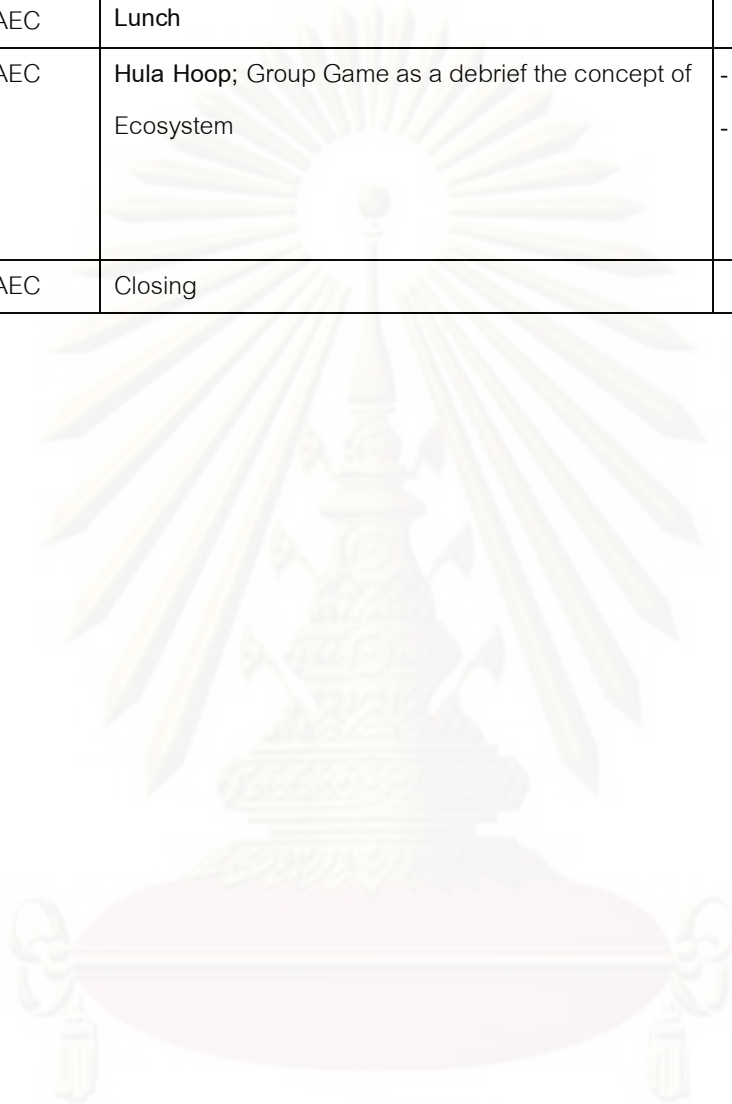 AEC Lunch
AEC Hula Hoop; Group Game as a debrief the concept of -
Ecosystem -
AEC Closing